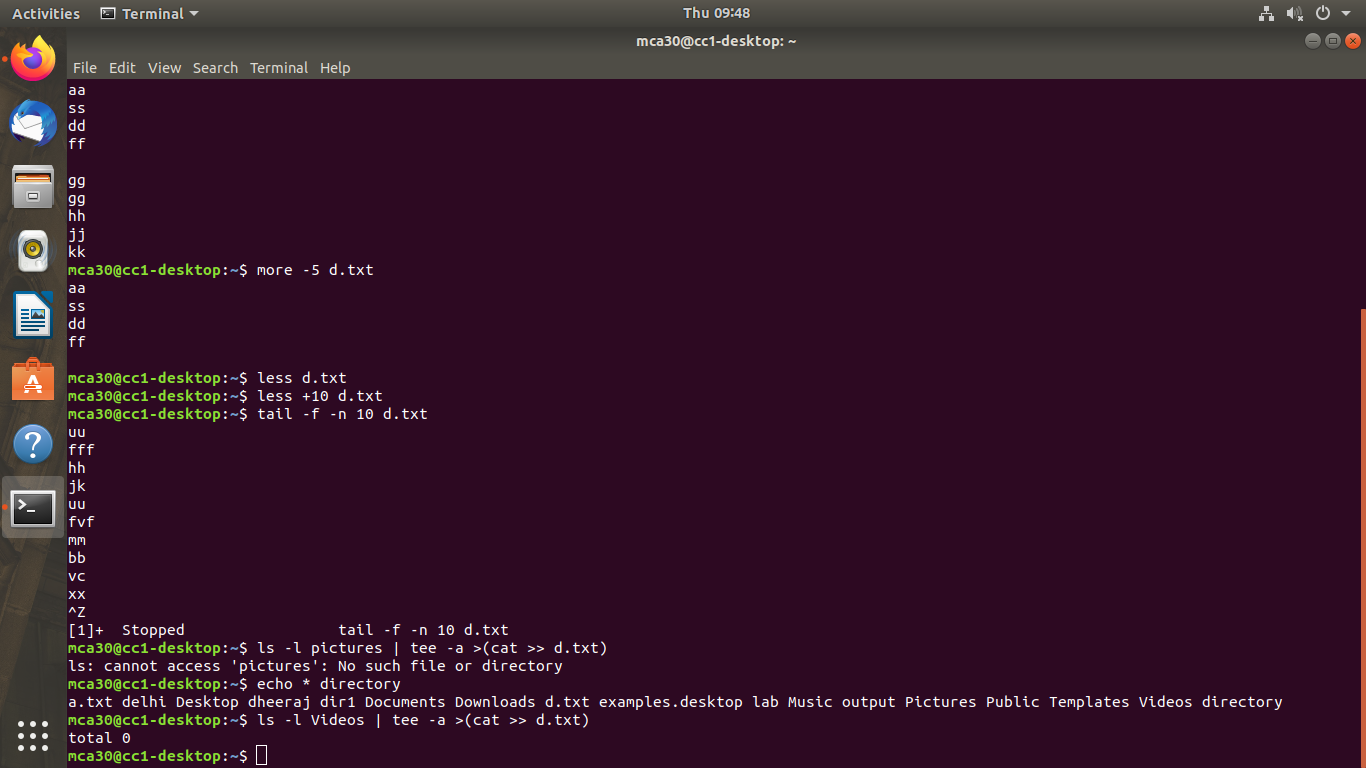 Activities Terminal Thu 09:48
mca30@cc1-desktop: ~
File Edit View Search Terminal Help
aa
ss
dd
ff
gg
gg
hh
jj
kk
mca30@cc1-desktop:~$ more -5 d.txt
aa
ss
dd
ff
mca30@cc1-desktop:~$ less d.txt
mca30@cc1-desktop:~$ less +10 d.txt
mca30@cc1-desktop:~$ tail -f -n 10 d.txt
uu
fff
hh
jk
uu
fvf
mm
bb
vc
xx
^Z
[1]+  Stopped                 tail -f -n 10 d.txt
mca30@cc1-desktop:~$ ls -l pictures | tee -a >(cat >> d.txt)
ls: cannot access 'pictures': No such file or directory
mca30@cc1-desktop:~$ echo * directory
a.txt delhi Desktop dheeraj dir1 Documents Downloads d.txt examples.desktop lab Music output Pictures Public Templates Videos directory
mca30@cc1-desktop:~$ ls -l Videos | tee -a >(cat >> d.txt)
total 0
mca30@cc1-desktop:~$